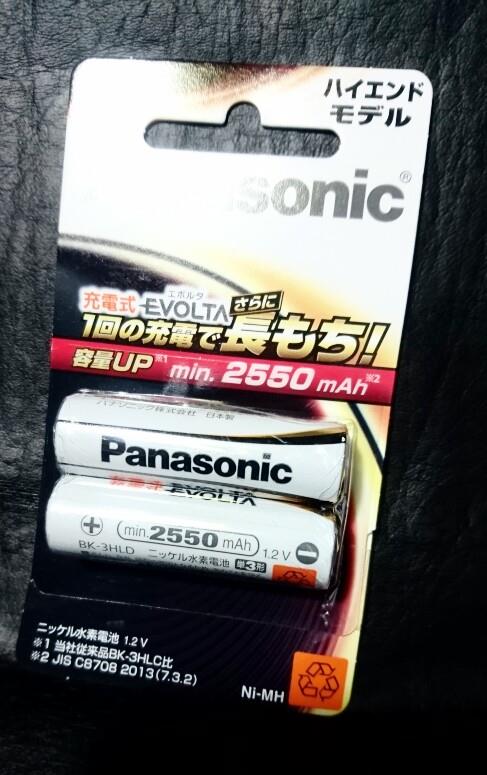 ハイエンド
モデル
Panasonic®
エボルタ
充電式 EVOLTA さらに
1回の充電で長もち!
容量UP※1 min. 2550 mAh※2
パナソニック株式会社 日本製
Panasonic
充電式 EVOLTA
+ min.2550 mAh 1.2 V −
BK-3HLD ニッケル水素電池 単3形
ニッケル水素電池 1.2 V
※1 当社従来品BK-3HLC比
※2 JIS C8708 2013(7.3.2)
Ni-MH